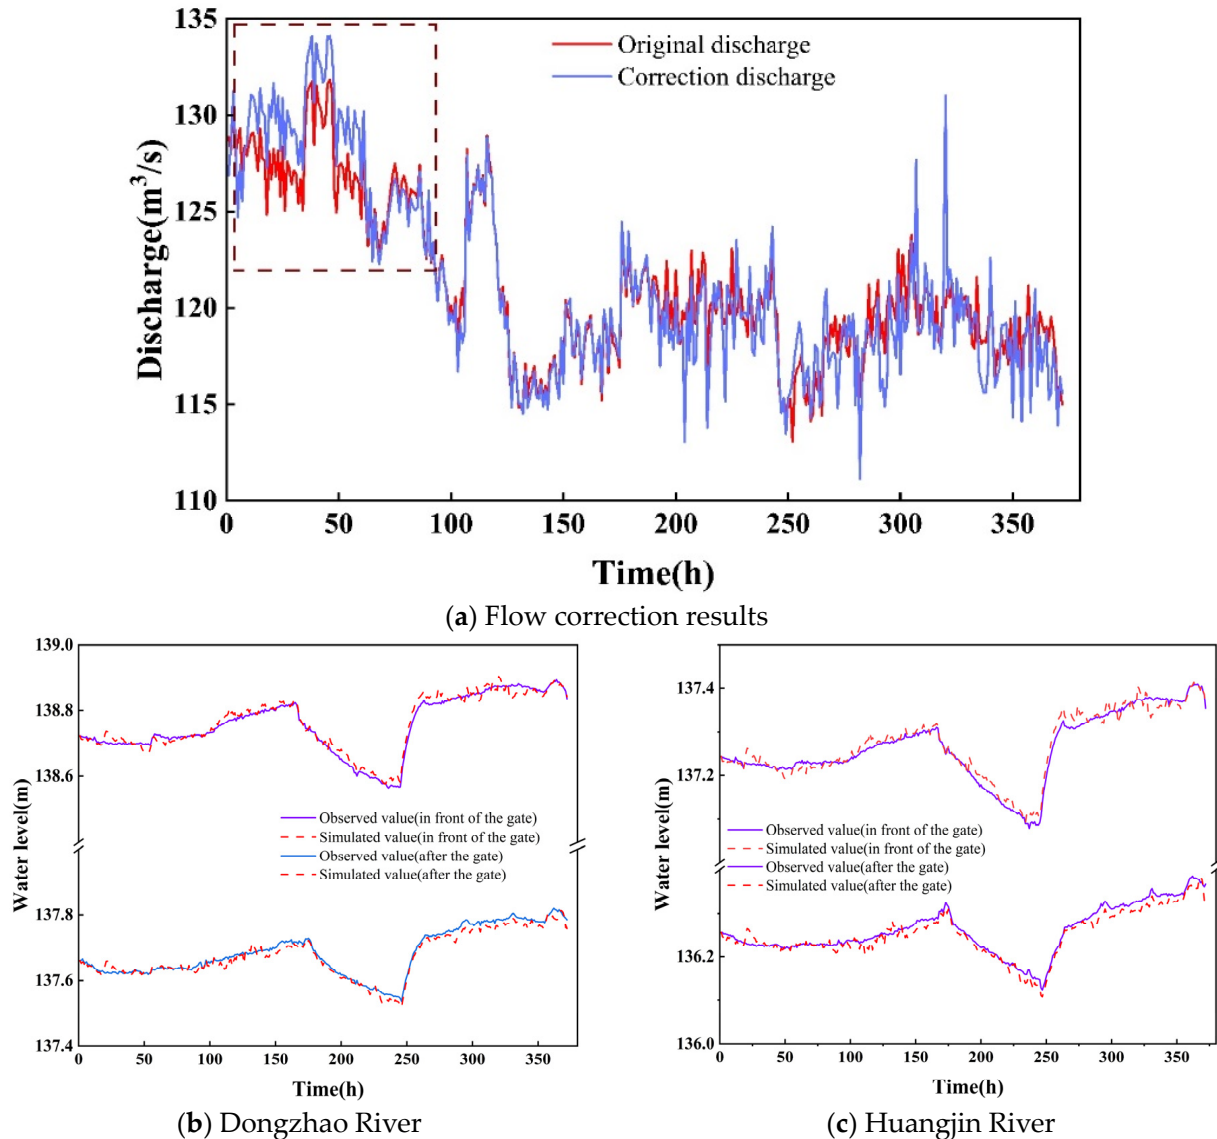 135
130
125
120
115
110
Discharge(m³/s)
Original discharge
Correction discharge
0 50 100 150 200 250 300 350
Time(h)
(a) Flow correction results
139.0
138.8
138.6
137.8
137.6
137.4
Water level(m)
Observed value(in front of the gate)
Simulated value(in front of the gate)
Observed value(after the gate)
Simulated value(after the gate)
0 50 100 150 200 250 300 350
Time(h)
(b) Dongzhao River
137.4
137.2
136.2
136.0
Water level(m)
Observed value(in front of the gate)
Simulated value(in front of the gate)
Observed value(after the gate)
Simulated value(after the gate)
0 50 100 150 200 250 300 350
Time(h)
(c) Huangjin River